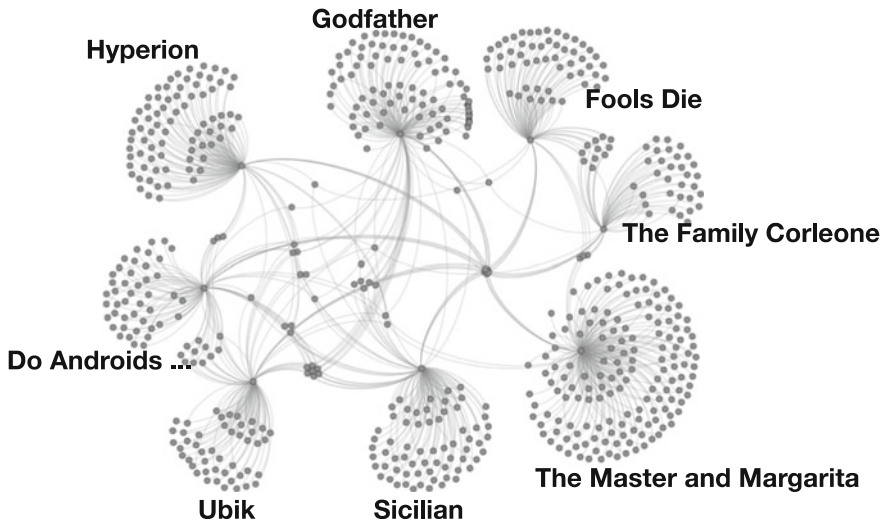 Godfather
Hyperion
Fools Die
The Family Corleone
Do Androids ...
The Master and Margarita
Ubik
Sicilian